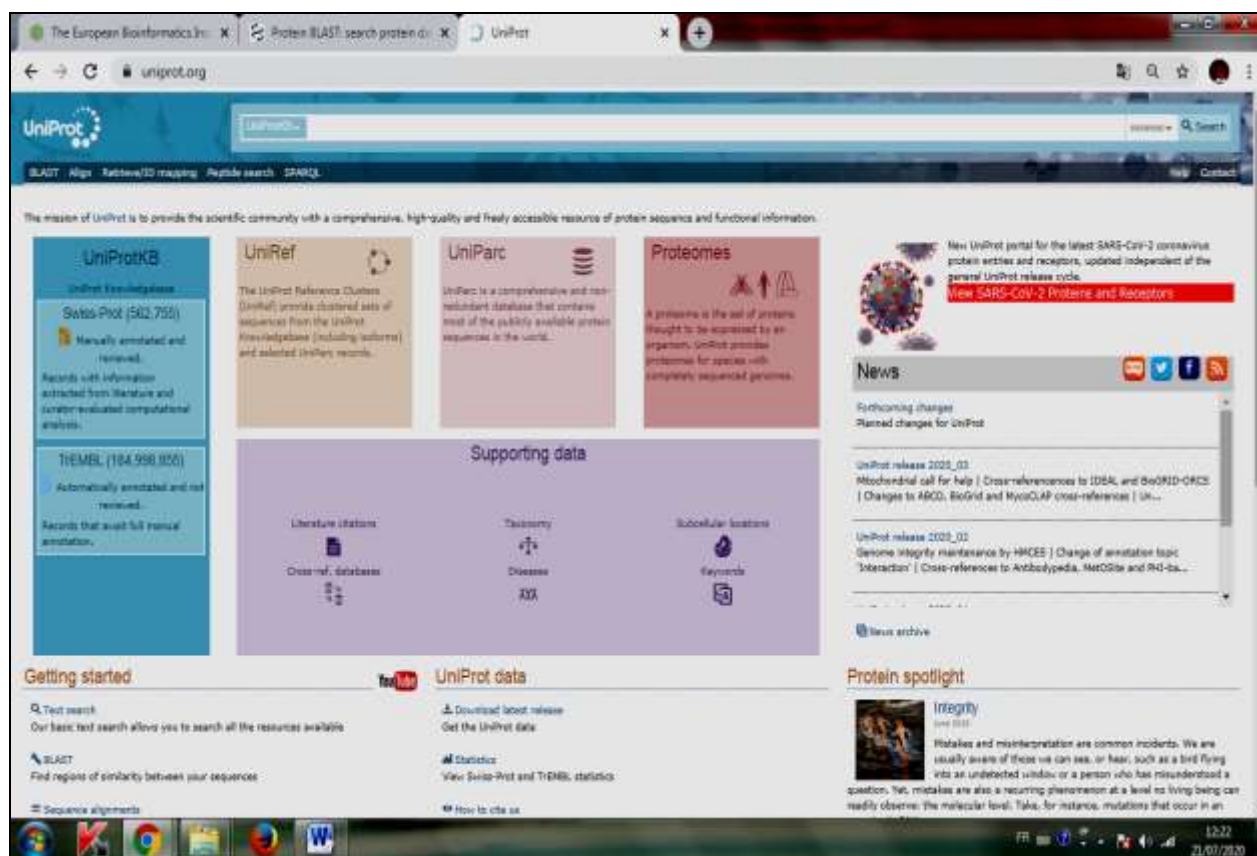 The European Bioinformatics Ins
Protein BLAST: search protein da
UniProt
uniprot.org
UniProt
UniProtKB
Advanced
Search
BLAST Align Retrieve/ID mapping Peptide search SPARQL
Help Contact
The mission of UniProt is to provide the scientific community with a comprehensive, high-quality and freely accessible resource of protein sequence and functional information.
UniProtKB
UniProt Knowledgebase
Swiss-Prot (562,755)
Manually annotated and
reviewed.
Records with information
extracted from literature and
curator-evaluated computational
analysis.
TrEMBL
Automatically annotated and not
reviewed.
Records that await full manual
annotation.
UniRef
The UniProt Reference Clusters
(UniRef) provide clustered sets of
sequences from the UniProt
Knowledgebase (including isoforms)
and selected UniParc records.
UniParc
UniParc is a comprehensive and non-
redundant database that contains
most of the publicly available protein
sequences in the world.
Proteomes
A proteome is the set of proteins
thought to be expressed by an
organism. UniProt provides
proteomes for species with
completely sequenced genomes.
Supporting data
Literature citations
Taxonomy
Subcellular locations
Cross-ref. databases
Diseases
Keywords
New UniProt portal for the latest SARS-CoV-2 coronavirus
protein entries and receptors, updated independent of the
general UniProt release cycle.
View SARS-CoV-2 Proteins and Receptors
News
Forthcoming changes
Planned changes for UniProt
UniProt release 2020_03
Mitochondrial call for help | Cross-references to IDEAL and BioGRID-ORCS
| Changes to ABCD, BioGrid and MycoCLAP cross-references | Un...
UniProt release 2020_02
Genome integrity maintenance by HMCES | Change of annotation topic
'Interaction' | Cross-references to Antibodypedia, MetOSite and PHI-ba...
News archive
Getting started
YouTube
Text search
Our basic text search allows you to search all the resources available
BLAST
Find regions of similarity between your sequences
Sequence alignments
UniProt data
Download latest release
Get the UniProt data
Statistics
View Swiss-Prot and TrEMBL statistics
How to cite us
Protein spotlight
Integrity
June 2020
Mistakes and misinterpretation are common incidents. We are
usually aware of those we can see, or hear, such as a bird flying
into an undetected window or a person who has misunderstood a
question. Yet, mistakes are also a recurring phenomenon at a level no living being can
readily observe: the molecular level. Take, for instance, mutations that occur in an
FR
12:22
21/07/2020